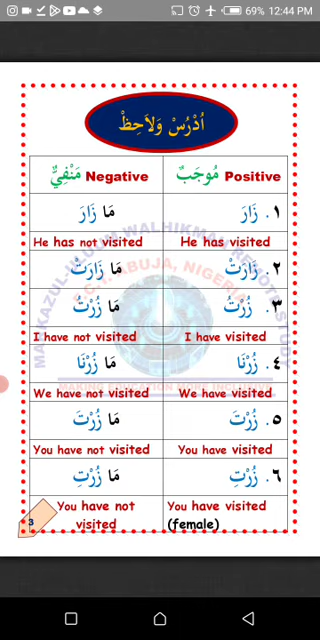 69% 12:44 PM
اُدْرُسْ وَلاَحِظْ
مُوجَبٌ Positive
مَنْفِيٌّ Negative
١. زَارَ
مَا زَارَ
He has visited
He has not visited
٢. زَارَتْ
مَا زَارَتْ
٣. زُرْتُ
مَا زُرْتُ
I have visited
I have not visited
٤. زُرْنَا
مَا زُرْنَا
We have visited
We have not visited
٥. زُرْتَ
مَا زُرْتَ
You have visited
You have not visited
٦. زُرْتِ
مَا زُرْتِ
You have visited
(female)
You have not
visited
3